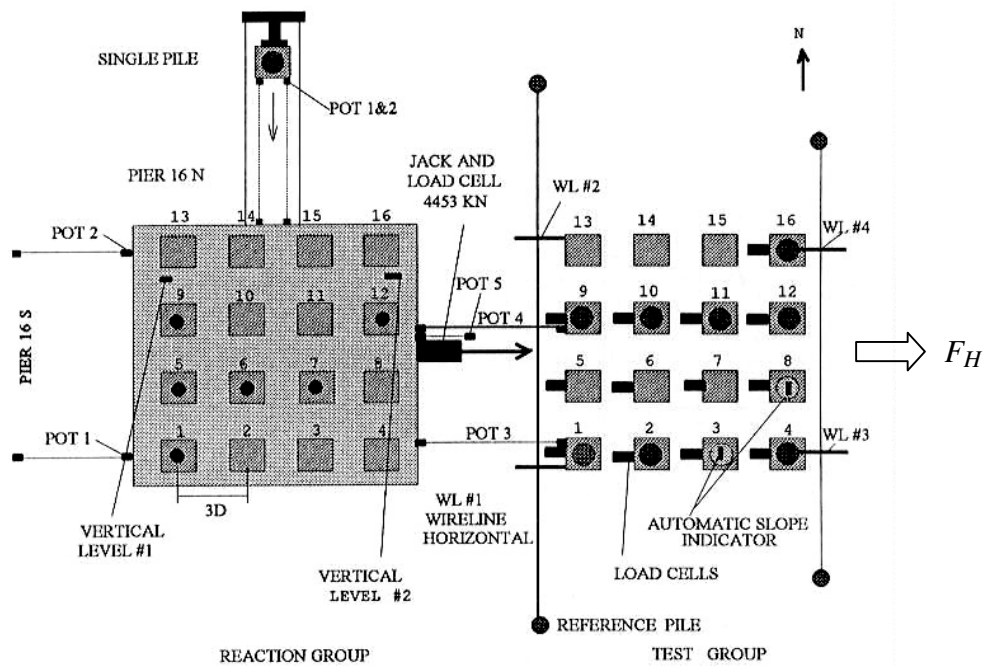 N
SINGLE PILE
POT 1&2
PIER 16 N
JACK AND
LOAD CELL
4453 KN
WL #2
13 14 15 16
13 14 15 16
POT 2
WL #4
POT 5
POT 4
9 10 11 12
9 10 11 12
PIER 16 S
F_H
5 6 7 8
5 6 7 8
POT 1
POT 3
1 2 3 4
1 2 3 4
WL #3
3D
WL #1
WIRELINE
HORIZONTAL
VERTICAL
LEVEL #1
AUTOMATIC SLOPE
INDICATOR
VERTICAL
LEVEL #2
LOAD CELLS
REFERENCE PILE
REACTION GROUP
TEST GROUP